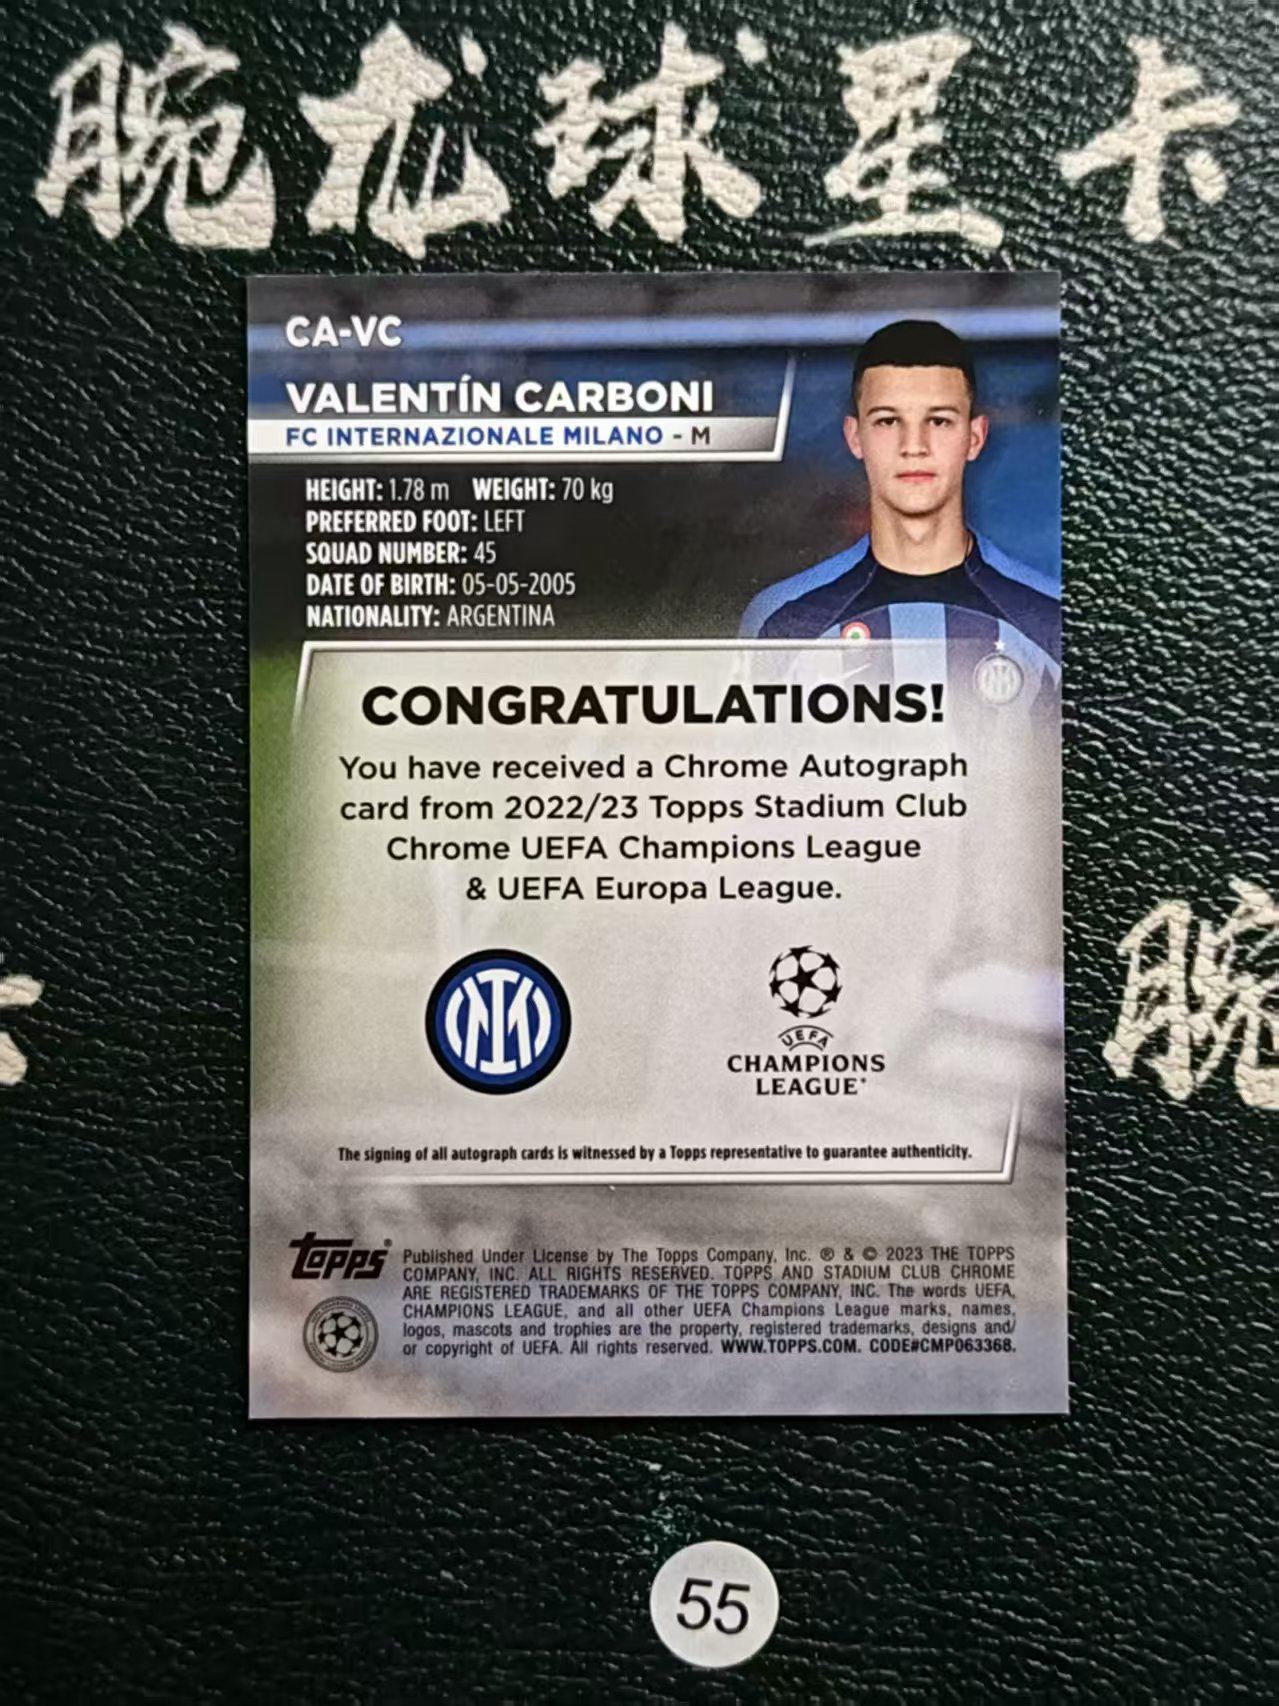 腕龙球星卡
CA-VC
VALENTÍN CARBONI
FC INTERNAZIONALE MILANO - M
HEIGHT: 1.78 m WEIGHT: 70 kg
PREFERRED FOOT: LEFT
SQUAD NUMBER: 45
DATE OF BIRTH: 05-05-2005
NATIONALITY: ARGENTINA
CONGRATULATIONS!
You have received a Chrome Autograph
card from 2022/23 Topps Stadium Club
Chrome UEFA Champions League
& UEFA Europa League.
UEFA
CHAMPIONS
LEAGUE®
The signing of all autograph cards is witnessed by a Topps representative to guarantee authenticity.
Topps®
Published Under License by The Topps Company, Inc. ® & © 2023 THE TOPPS
COMPANY, INC. ALL RIGHTS RESERVED. TOPPS AND STADIUM CLUB CHROME
ARE REGISTERED TRADEMARKS OF THE TOPPS COMPANY, INC. The words UEFA,
CHAMPIONS LEAGUE, and all other UEFA Champions League marks, names,
logos, mascots and trophies are the property, registered trademarks, designs and/
or copyright of UEFA. All rights reserved. WWW.TOPPS.COM. CODE#CMP063368.
腕
55